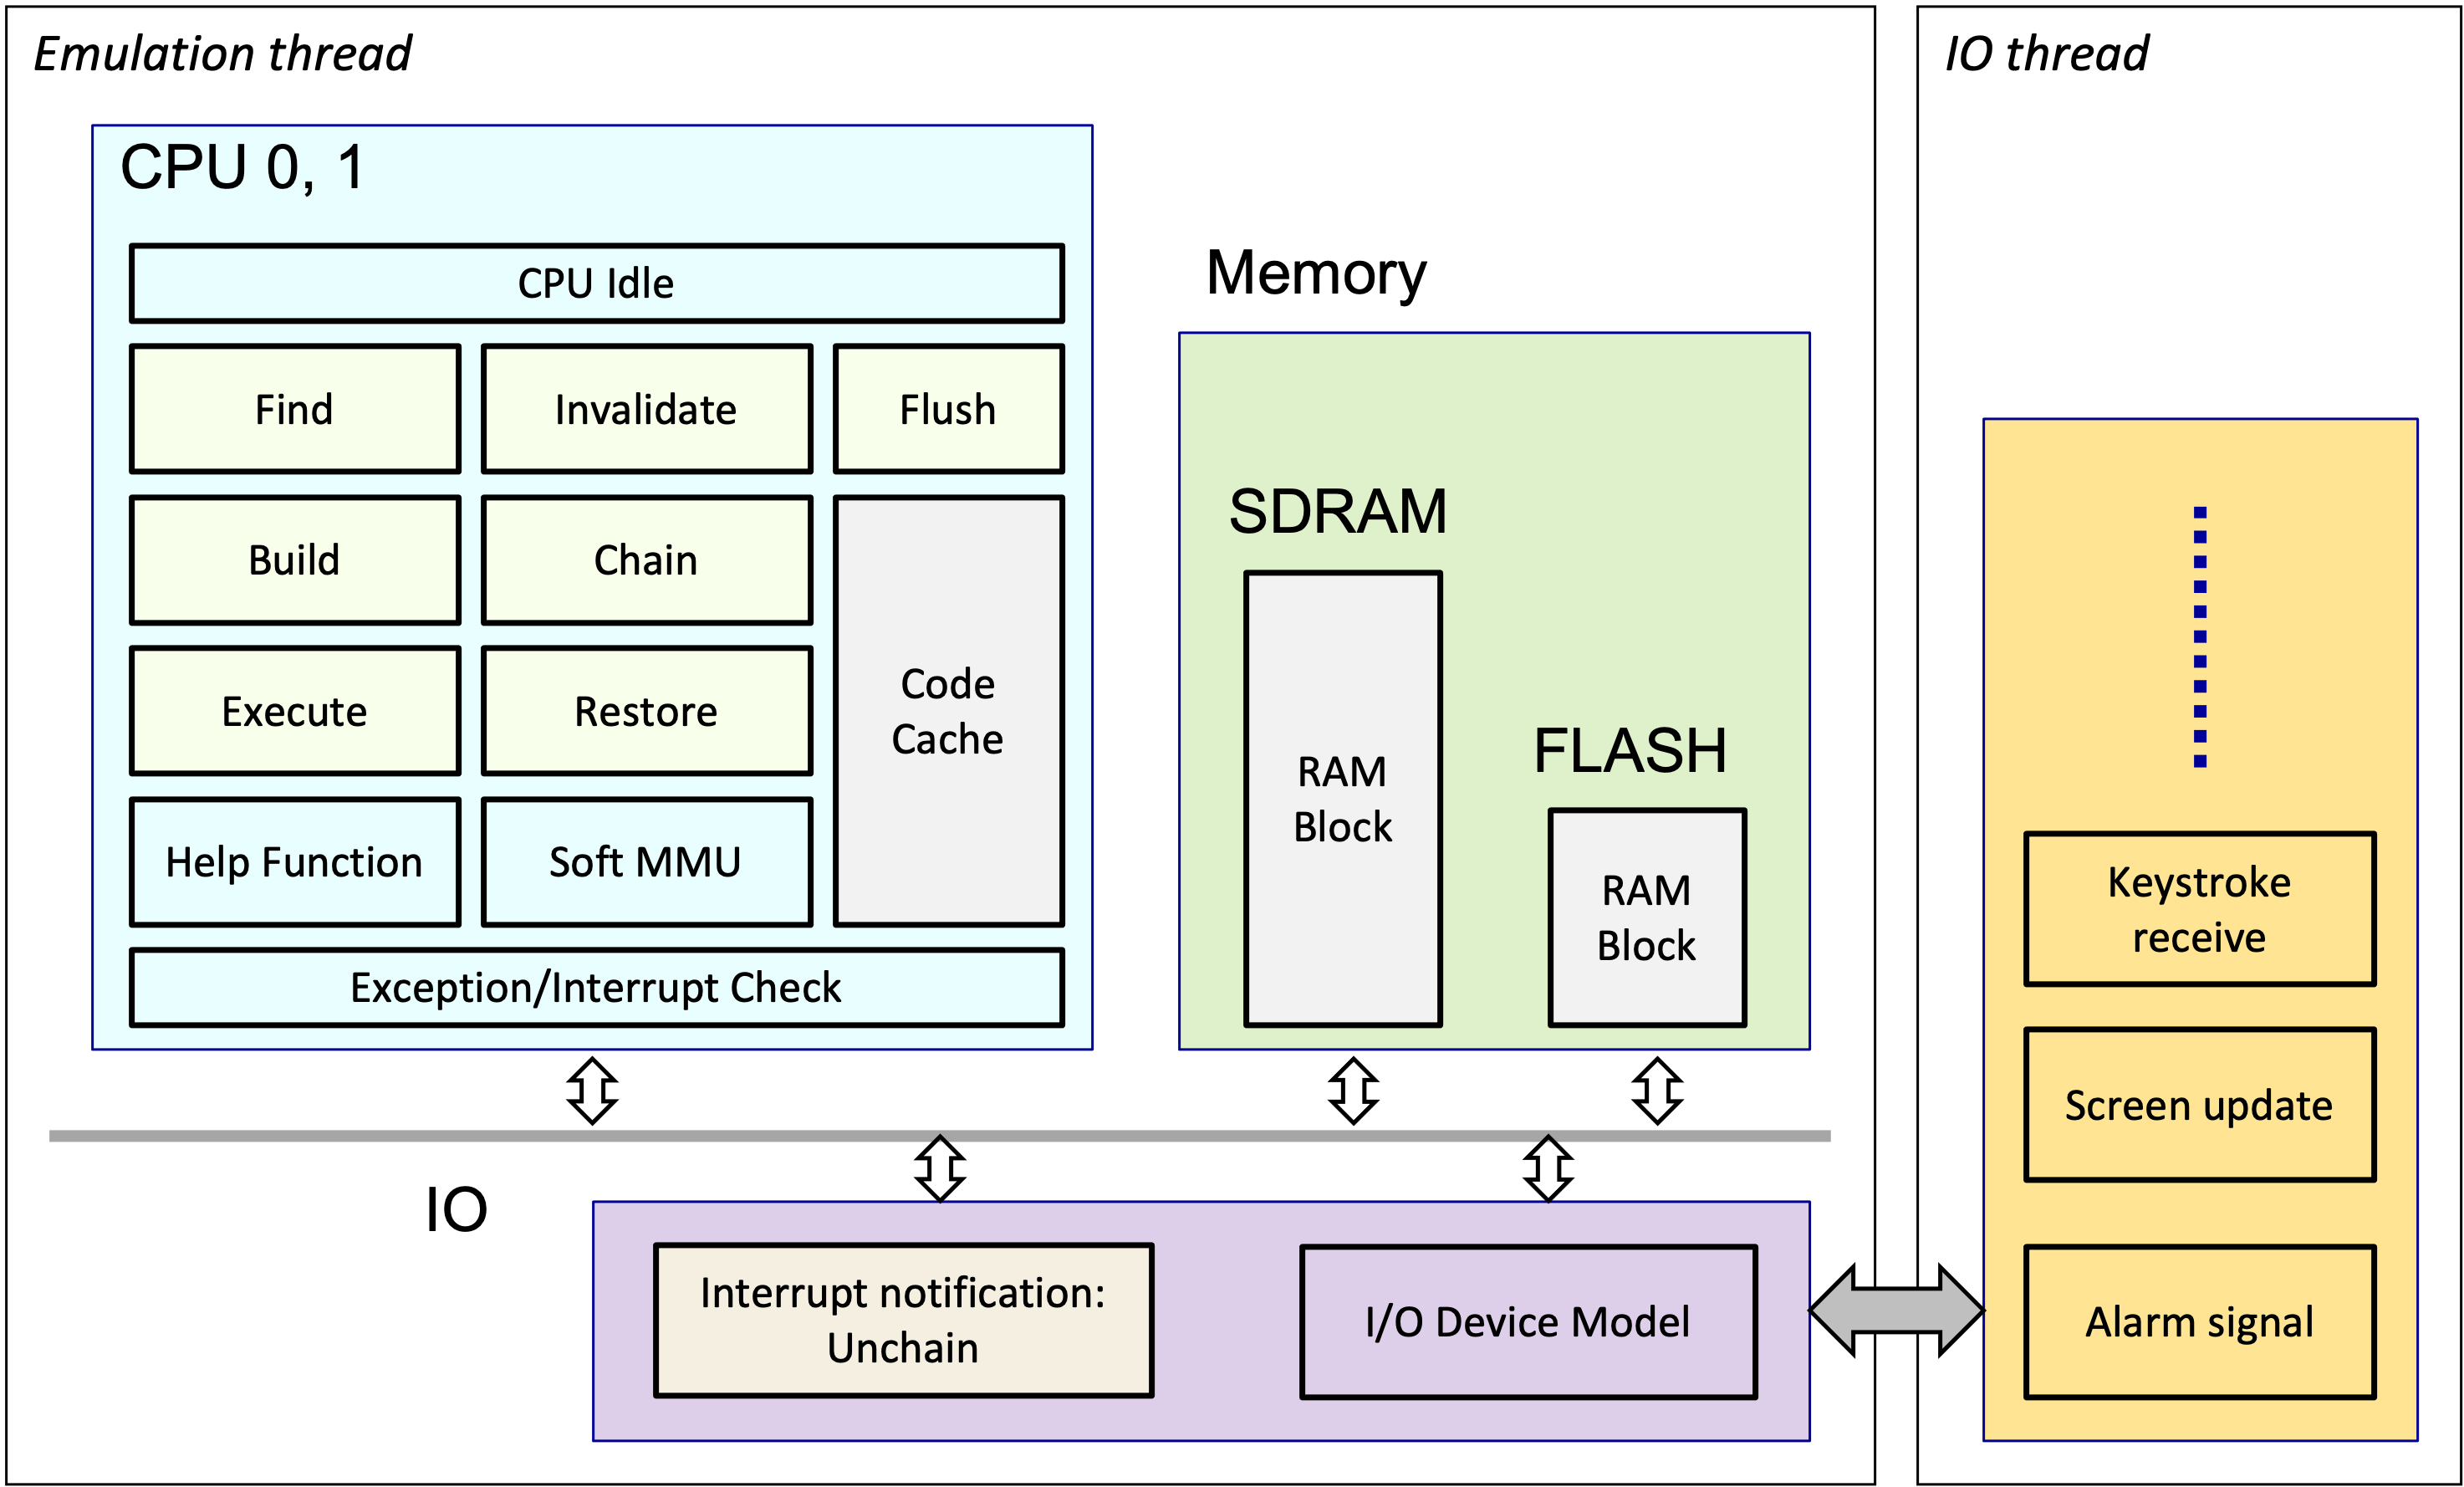 Emulation thread
IO thread
CPU 0, 1
CPU Idle
Find
Invalidate
Flush
Build
Chain
Code
Cache
Execute
Restore
Help Function
Soft MMU
Exception/Interrupt Check
Memory
SDRAM
RAM
Block
FLASH
RAM
Block
IO
Interrupt notification:
Unchain
I/O Device Model
Keystroke
receive
Screen update
Alarm signal